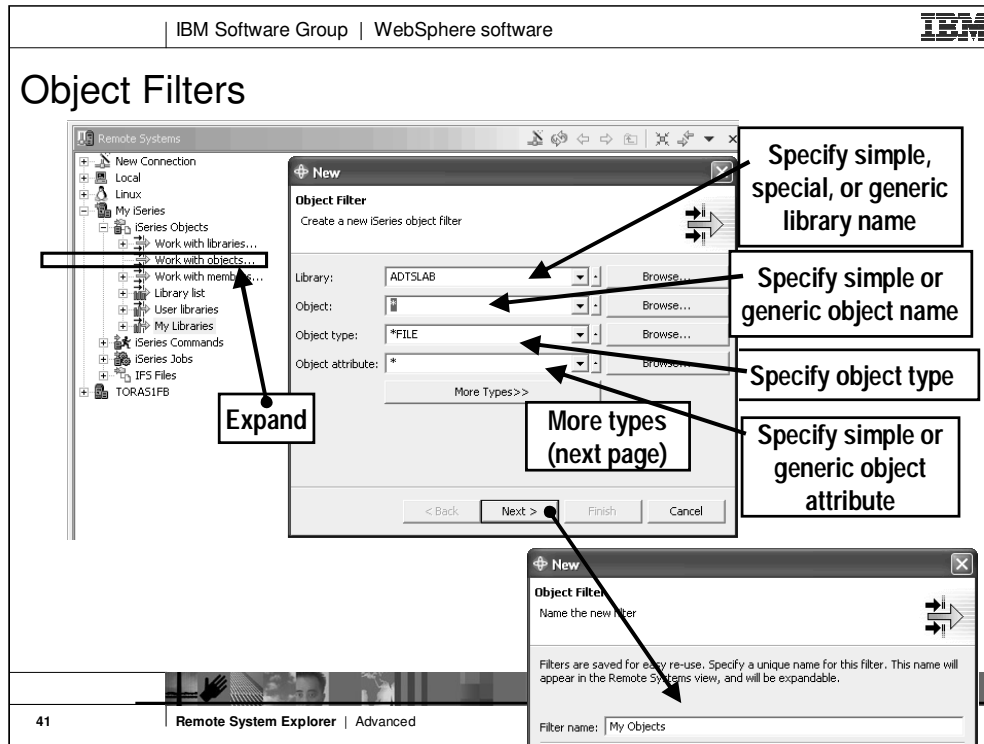 IBM Software Group | WebSphere software
IBM
Object Filters
Remote Systems
New Connection
Local
Linux
My iSeries
iSeries Objects
Work with libraries...
Work with objects...
Work with members...
Library list
User libraries
My Libraries
iSeries Commands
iSeries Jobs
IFS Files
TORAS1FB
Expand
New
Object Filter
Create a new iSeries object filter
Library: ADTSLAB Browse...
Object: * Browse...
Object type: *FILE Browse...
Object attribute: * Browse...
More Types>>
< Back Next > Finish Cancel
Specify simple,
special, or generic
library name
Specify simple or
generic object name
Specify object type
More types
(next page)
Specify simple or
generic object
attribute
New
Object Filter
Name the new filter
Filters are saved for easy re-use. Specify a unique name for this filter. This name will
appear in the Remote Systems view, and will be expandable.
Filter name: My Objects
41 Remote System Explorer | Advanced